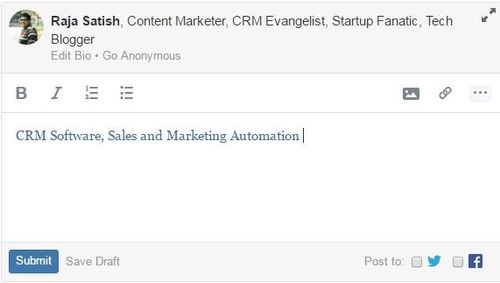 Raja Satish, Content Marketer, CRM Evangelist, Startup Fanatic, Tech
Blogger
Edit Bio • Go Anonymous
B I
CRM Software, Sales and Marketing Automation
Submit Save Draft Post to: